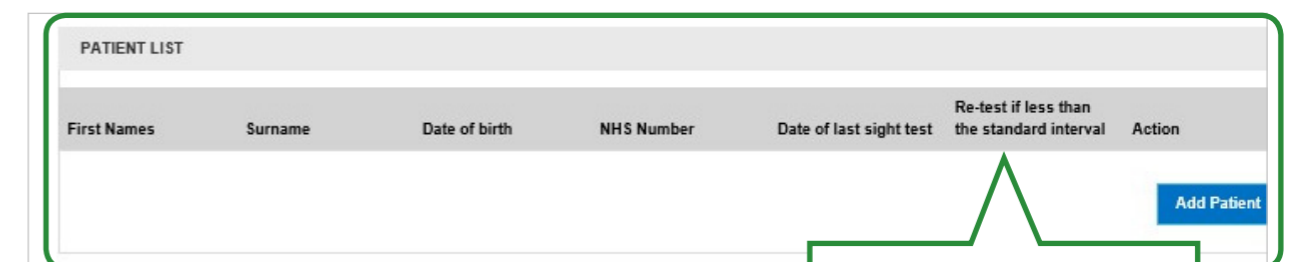 PATIENT LIST
Re-test if less than
First Names Surname Date of birth NHS Number Date of last sight test the standard interval Action
Add Patient